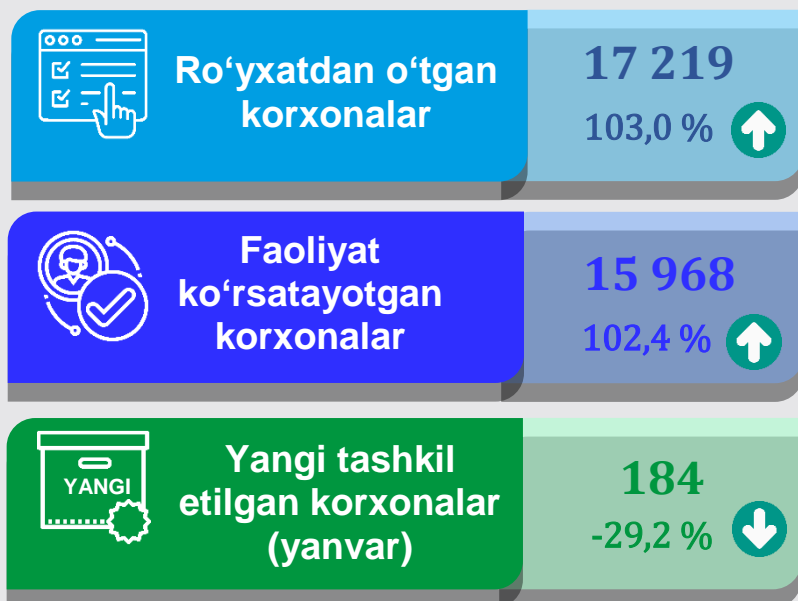 Ro‘yxatdan o‘tgan
korxonalar
17 219
103,0 %
Faoliyat
ko‘rsatayotgan
korxonalar
15 968
102,4 %
YANGI
Yangi tashkil
etilgan korxonalar
(yanvar)
184
-29,2 %